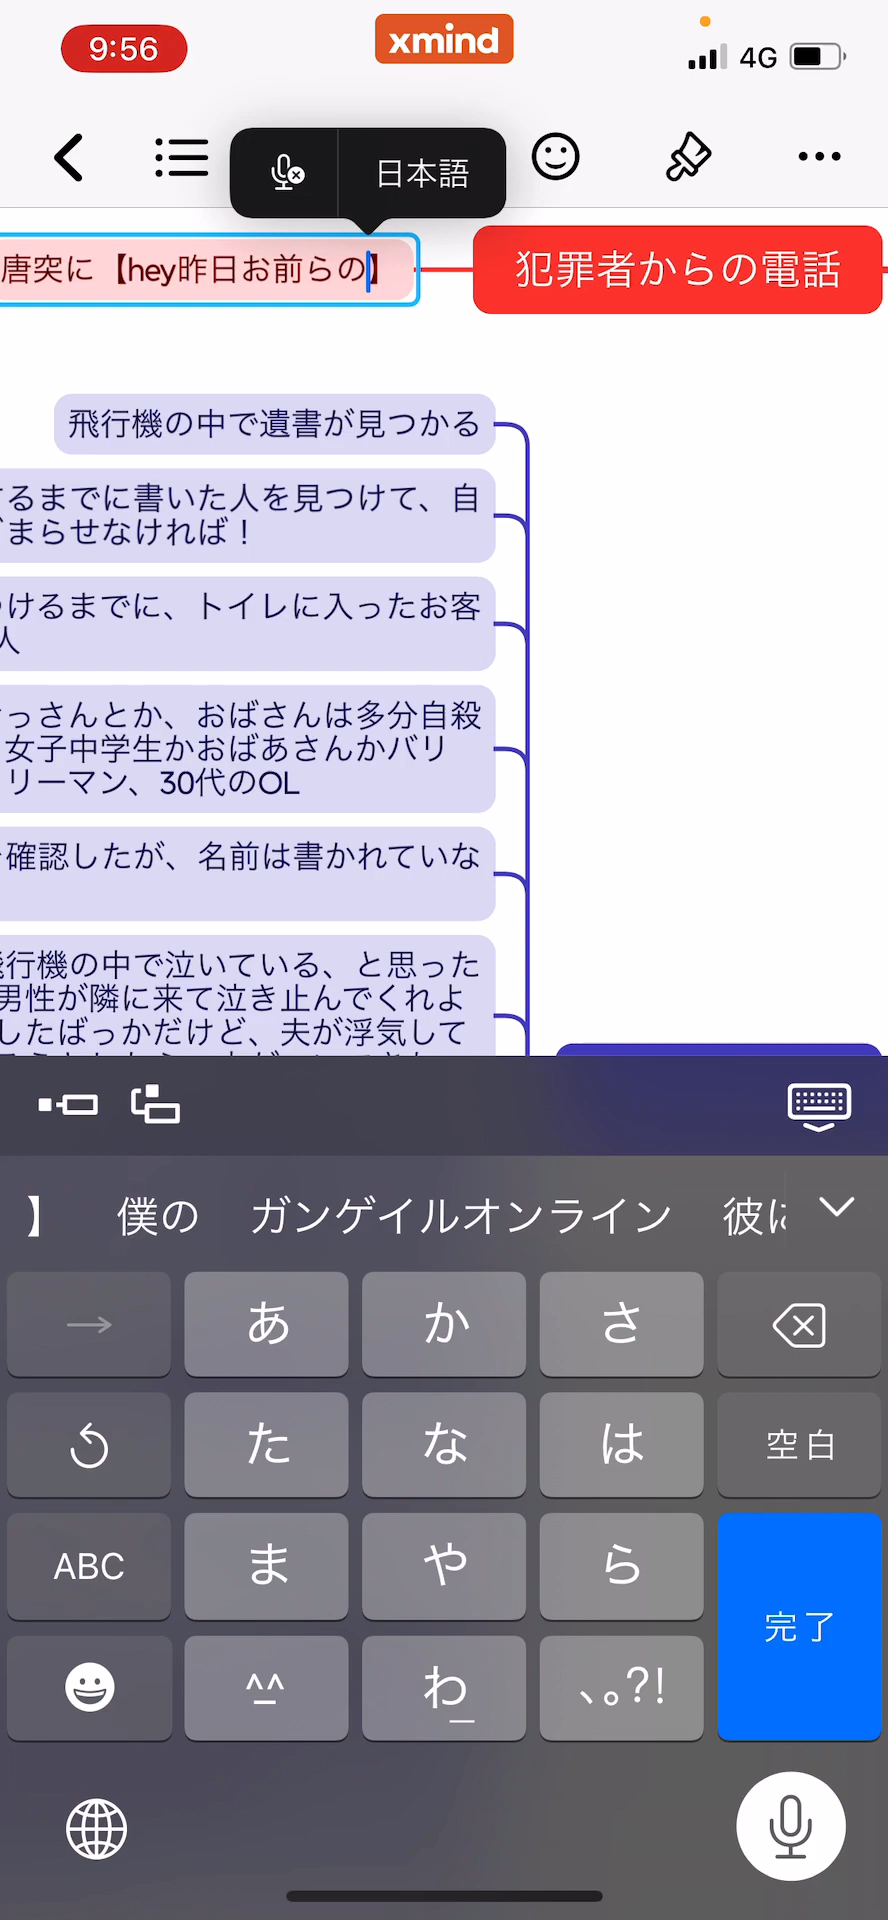 9:56
xmind
4G
日本語
唐突に【hey昨日お前らの】
犯罪者からの電話
飛行機の中で遺書が見つかる
るまでに書いた人を見つけて、自
まらせなければ！
けるまでに、トイレに入ったお客
人
っさんとか、おばさんは多分自殺
女子中学生かおばあさんかバリ
リーマン、30代のOL
確認したが、名前は書かれていな
行機の中で泣いている、と思った
男性が隣に来て泣き止んでくれよ
したばっかだけど、夫が浮気して
】 僕の ガンゲイルオンライン 彼に
→ あ か さ
た な は 空白
ABC ま や ら 完了
^_^ わ_ 、。?!